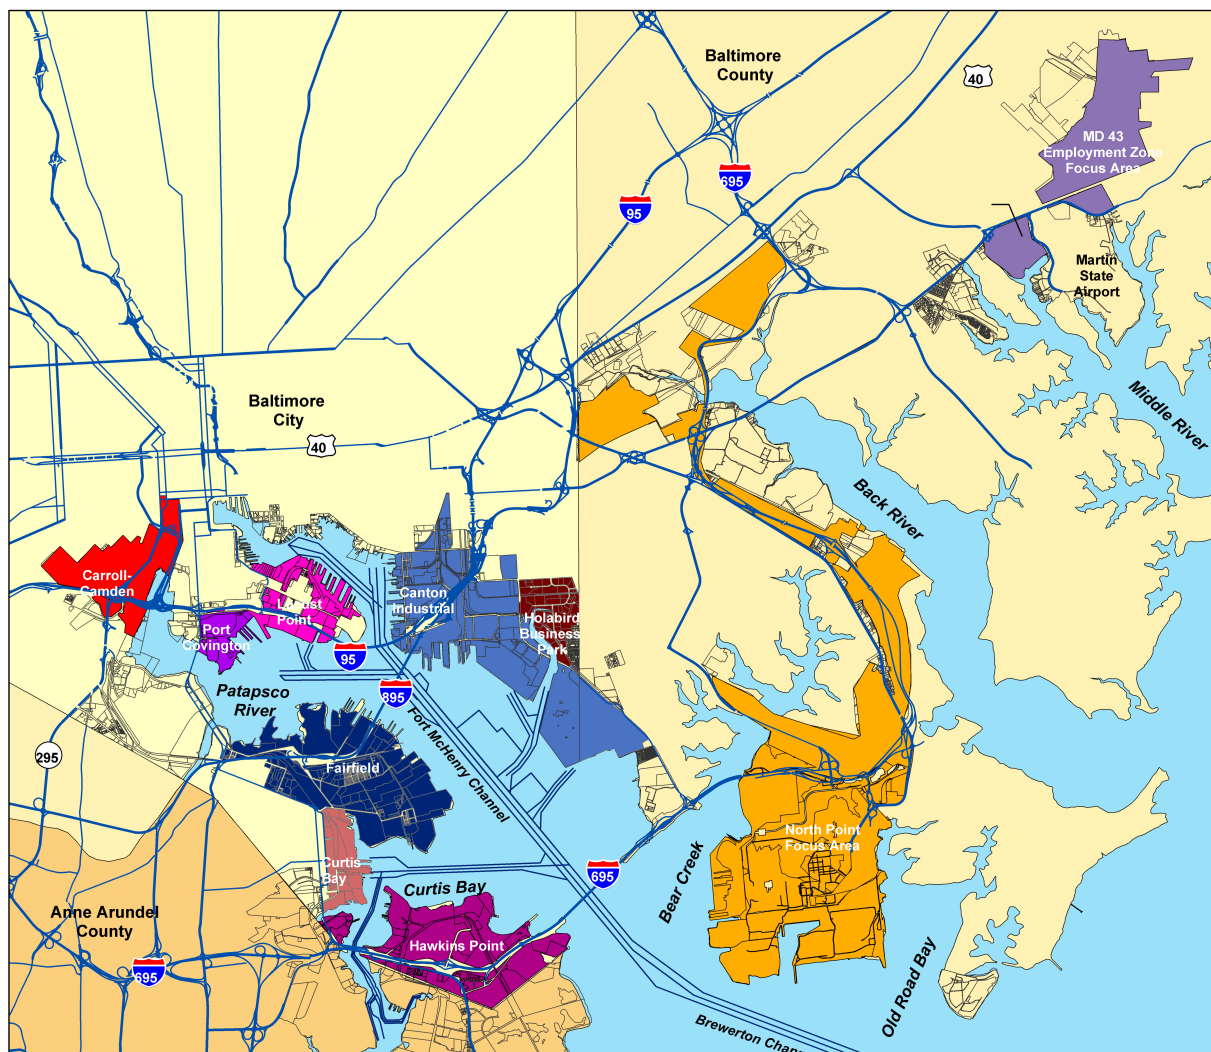 Baltimore
County
40
MD 43
Employment Zone
Focus Area
695
95
Martin
State
Airport
Middle River
Baltimore
City
40
Back River
Carroll-
Camden
Locust
Point
Port
Covington
Canton
Industrial
Holabird
Business
Park
95
895
Patapsco
River
Fort McHenry Channel
295
Fairfield
North Point
Focus Area
Curtis
Bay
695
Bear Creek
Curtis Bay
Anne Arundel
County
Hawkins Point
695
Old Road Bay
Brewerton Chann